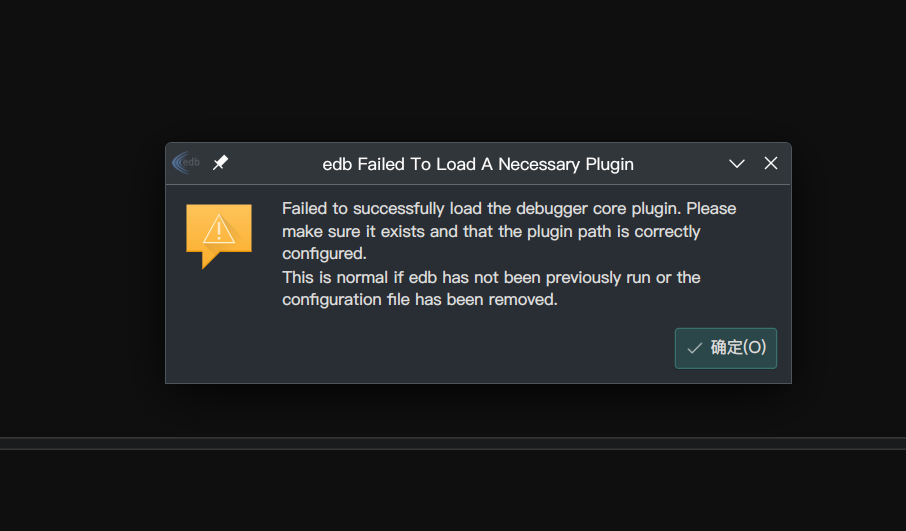 edb
edb Failed To Load A Necessary Plugin
Failed to successfully load the debugger core plugin. Please
make sure it exists and that the plugin path is correctly
configured.
This is normal if edb has not been previously run or the
configuration file has been removed.
确定(O)